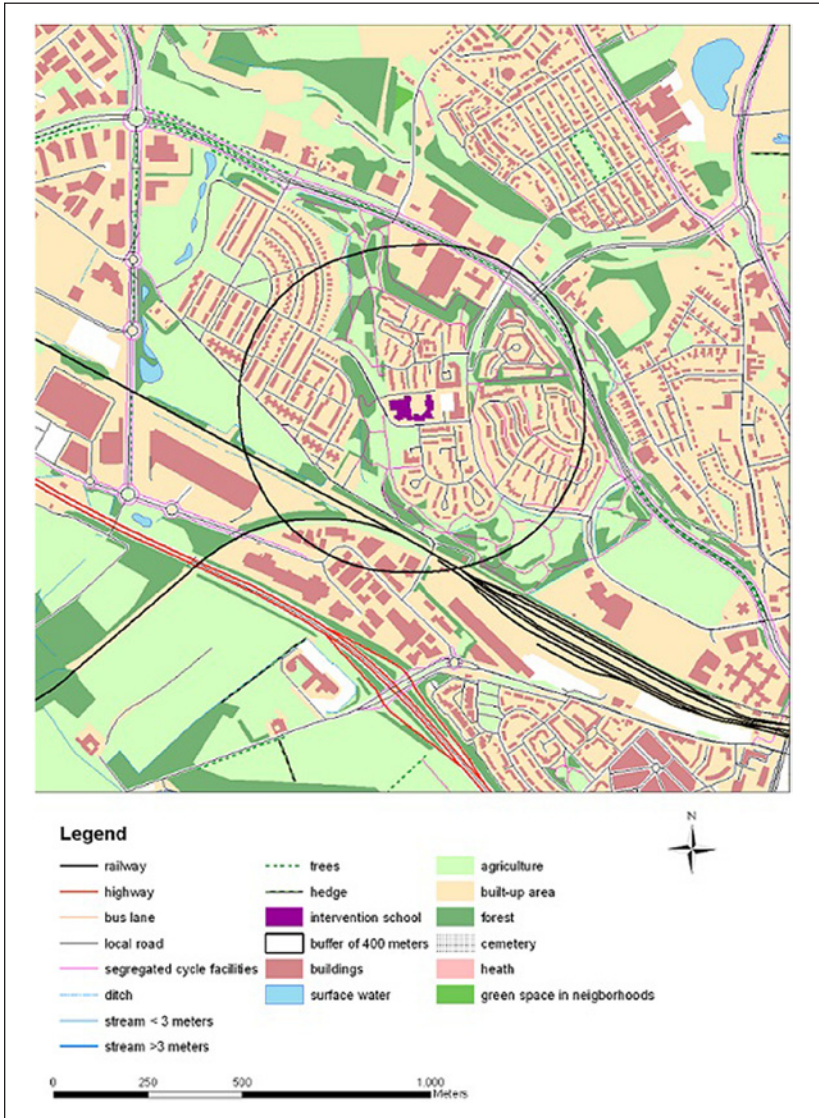 N
Legend
railway
highway
bus lane
local road
segregated cycle facilities
ditch
stream < 3 meters
stream >3 meters
trees
hedge
intervention school
buffer of 400 meters
buildings
surface water
agriculture
built-up area
forest
cemetery
heath
green space in neigborhoods
0 250 500 1.000
Meters